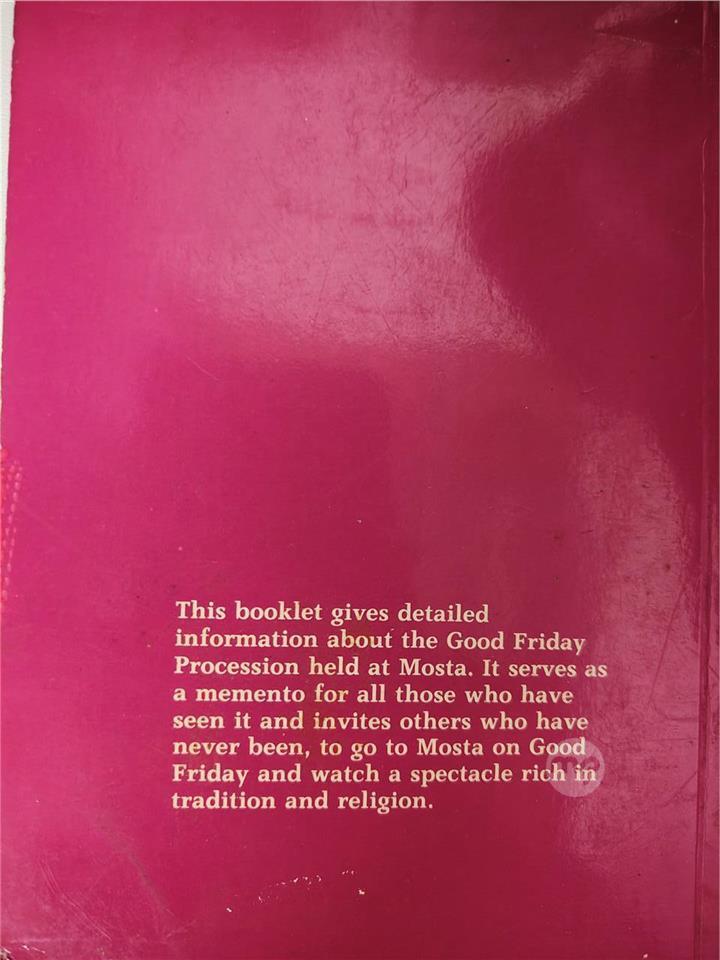 This booklet gives detailed
information about the Good Friday
Procession held at Mosta. It serves as
a memento for all those who have
seen it and invites others who have
never been, to go to Mosta on Good
Friday and watch a spectacle rich in
tradition and religion.